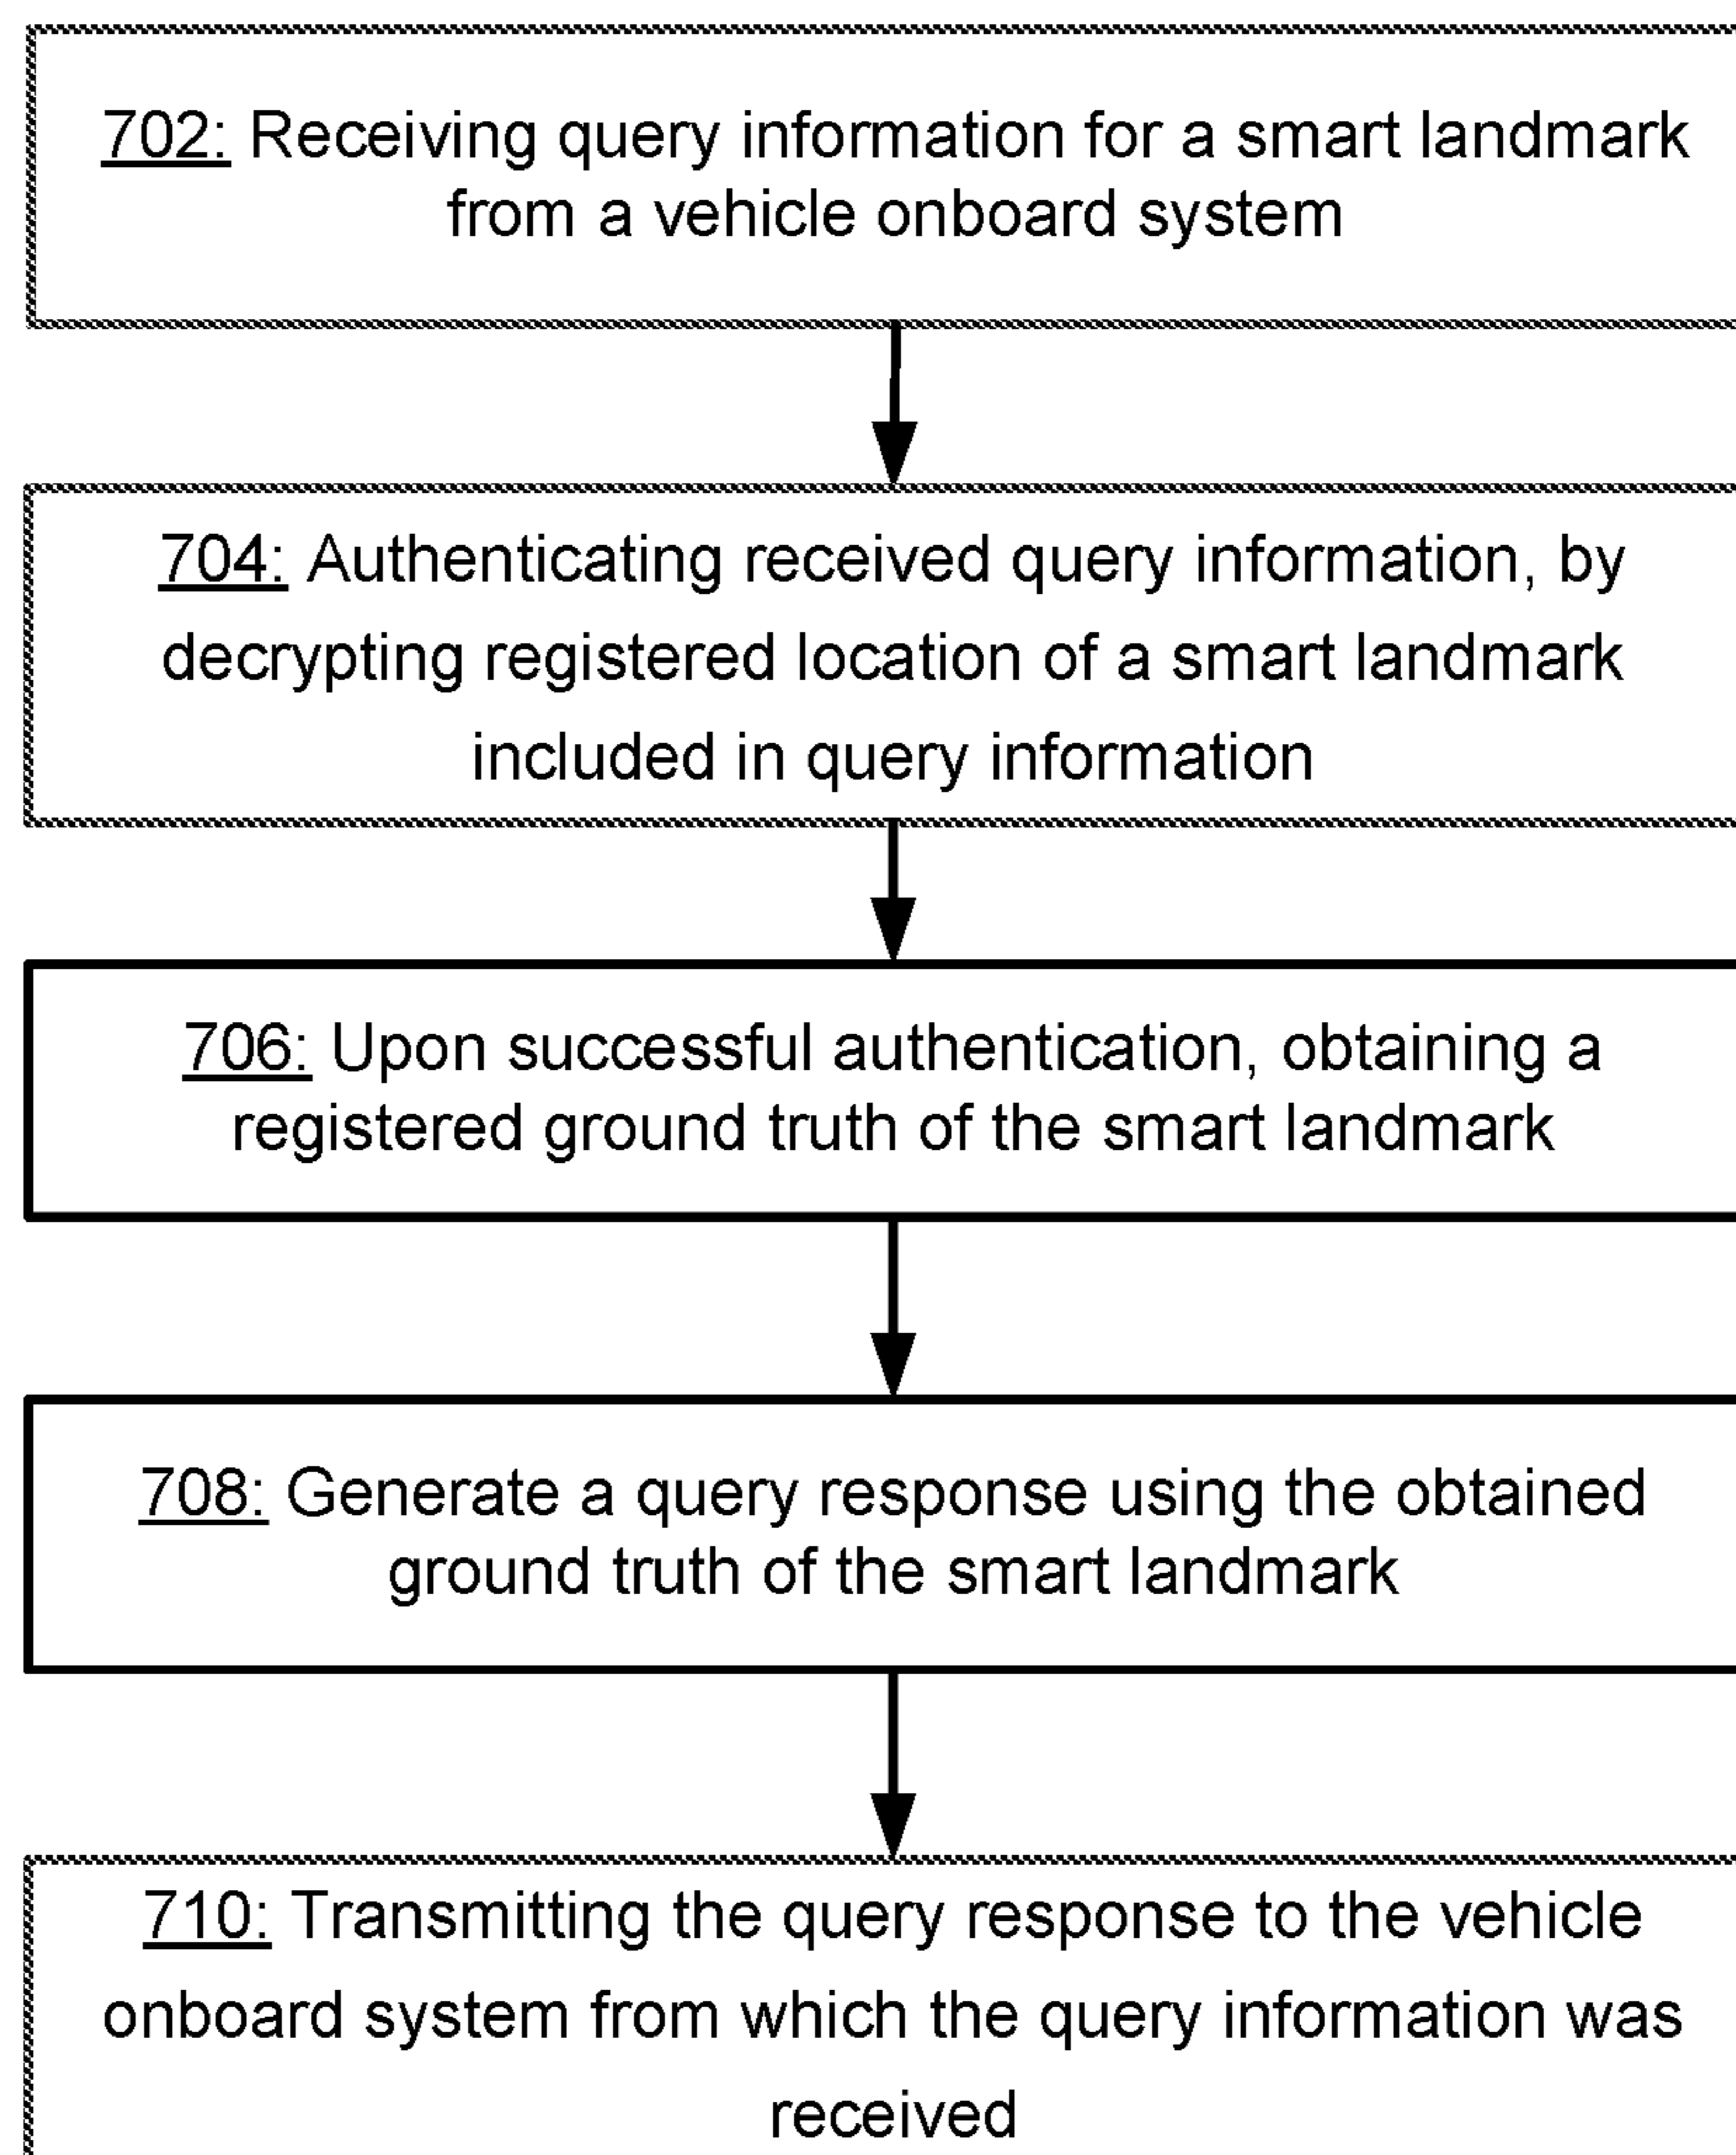 702: Receiving query information for a smart landmark
from a vehicle onboard system
704: Authenticating received query information, by
decrypting registered location of a smart landmark
included in query information
706: Upon successful authentication, obtaining a
registered ground truth of the smart landmark
708: Generate a query response using the obtained
ground truth of the smart landmark
710: Transmitting the query response to the vehicle
onboard system from which the query information was
received